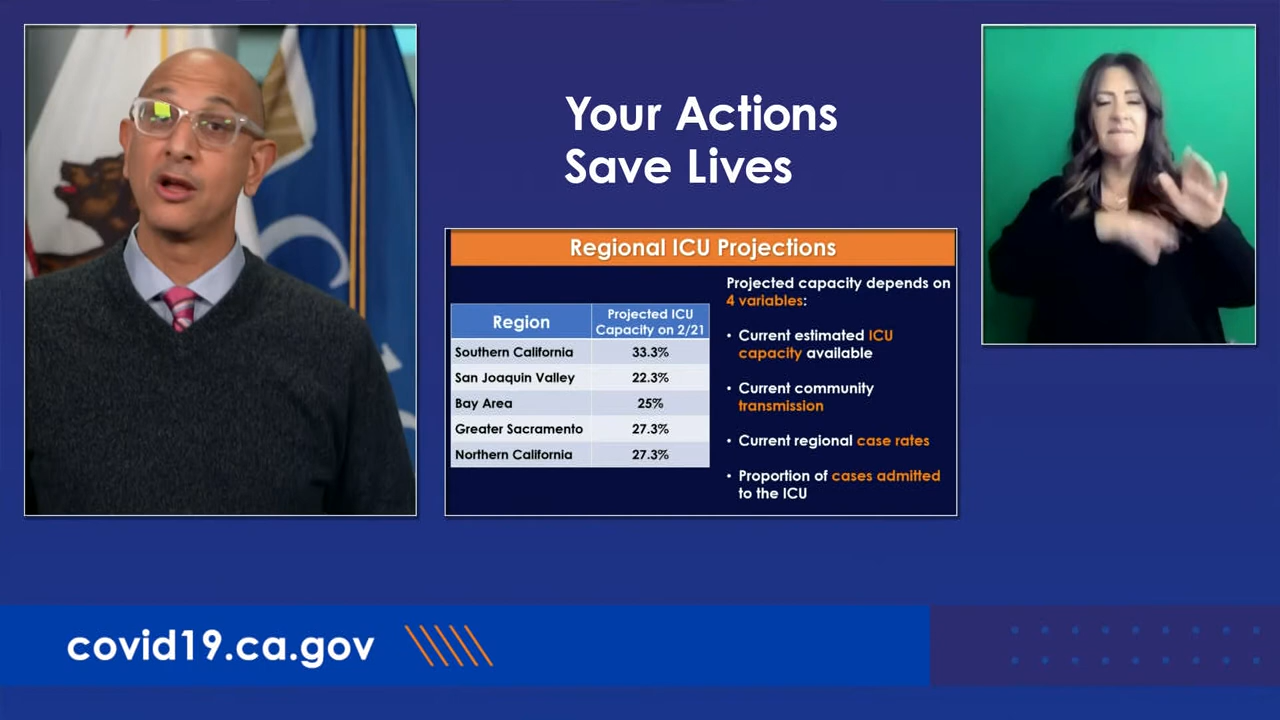 Your Actions
Save Lives
Regional ICU Projections
Region
Projected ICU
Capacity on 2/21
Southern California 33.3%
San Joaquin Valley 22.3%
Bay Area 25%
Greater Sacramento 27.3%
Northern California 27.3%
Projected capacity depends on
4 variables:
• Current estimated ICU
capacity available
• Current community
transmission
• Current regional case rates
• Proportion of cases admitted
to the ICU
covid19.ca.gov